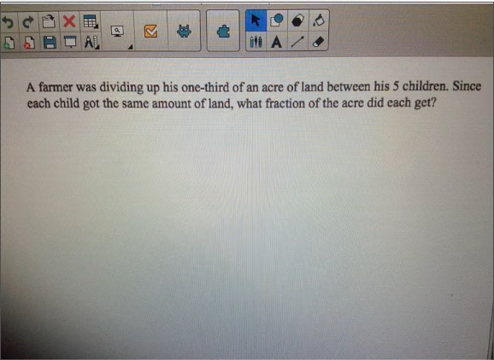 A farmer was dividing up his one-third of an acre of land between his 5 children. Since
each child got the same amount of land, what fraction of the acre did each get?